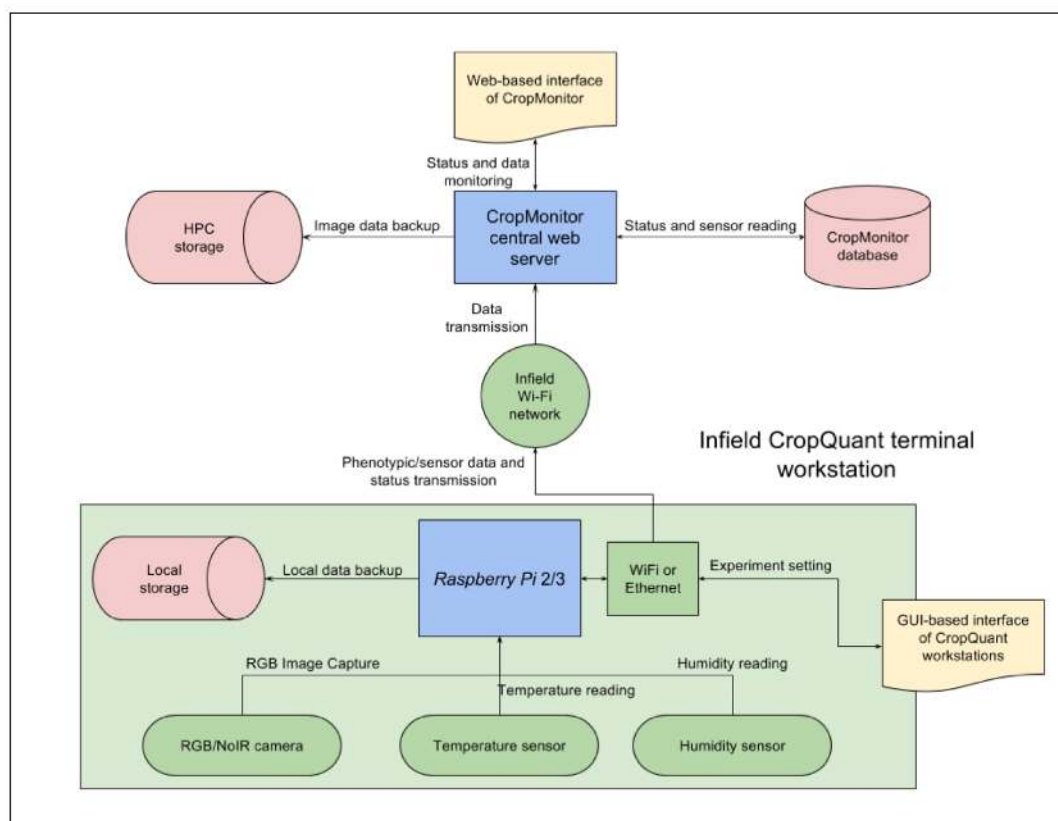 Web-based interface
of CropMonitor
Status and data
monitoring
HPC
storage
Image data backup
CropMonitor
central web
server
Status and sensor reading
CropMonitor
database
Data
transmission
Infield
Wi-Fi
network
Infield CropQuant terminal
workstation
Phenotypic/sensor data and
status transmission
Local
storage
Local data backup
Raspberry Pi 2/3
WiFi or
Ethernet
Experiment setting
GUI-based interface
of CropQuant
workstations
RGB Image Capture
Humidity reading
Temperature reading
RGB/NoIR camera
Temperature sensor
Humidity sensor